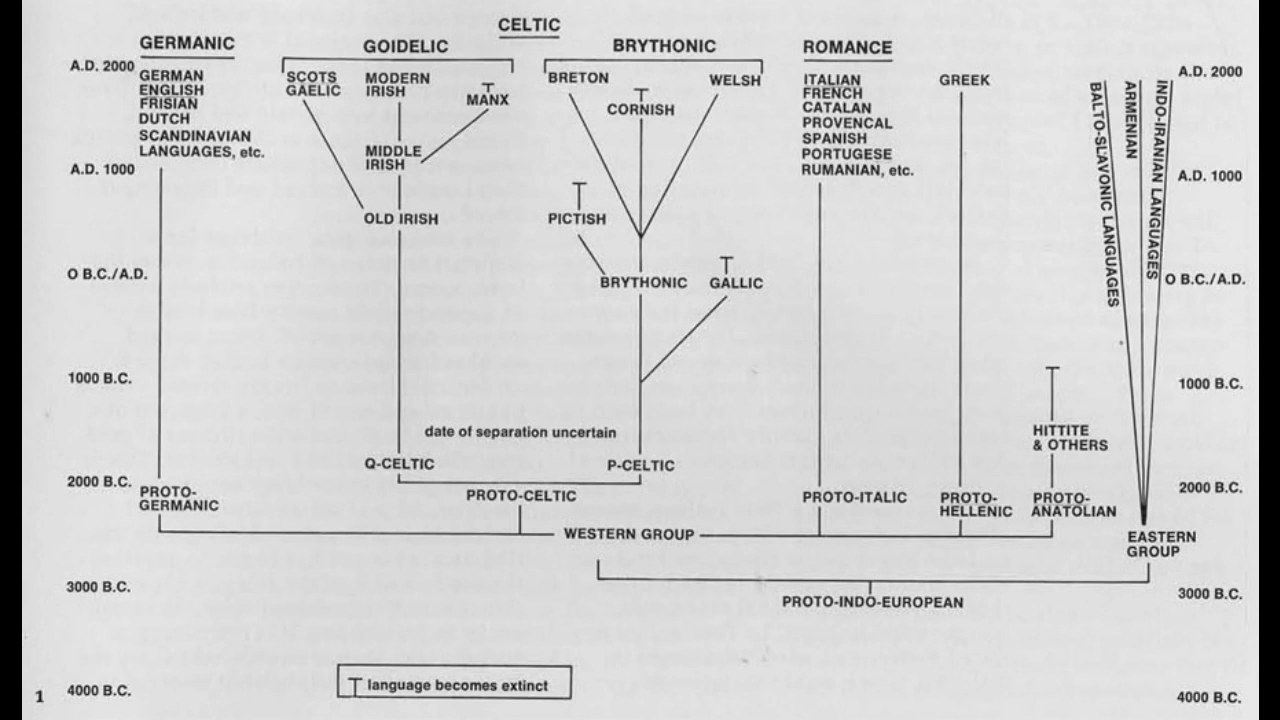 CELTIC
GERMANIC
GOIDELIC
BRYTHONIC
ROMANCE
A.D. 2000
A.D. 2000
GERMAN
ENGLISH
FRISIAN
DUTCH
SCANDINAVIAN
LANGUAGES, etc.
SCOTS
GAELIC
MODERN
IRISH
MANX
BRETON
CORNISH
WELSH
ITALIAN
FRENCH
CATALAN
PROVENCAL
SPANISH
PORTUGESE
RUMANIAN, etc.
GREEK
BALTO-SLAVONIC LANGUAGES
ARMENIAN
INDO-IRANIAN LANGUAGES
MIDDLE
IRISH
A.D. 1000
A.D. 1000
OLD IRISH
PICTISH
O B.C./A.D.
BRYTHONIC
GALLIC
O B.C./A.D.
1000 B.C.
1000 B.C.
date of separation uncertain
HITTITE
& OTHERS
Q-CELTIC
P-CELTIC
2000 B.C.
2000 B.C.
PROTO-
GERMANIC
PROTO-CELTIC
PROTO-ITALIC
PROTO-
HELLENIC
PROTO-
ANATOLIAN
WESTERN GROUP
EASTERN
GROUP
3000 B.C.
3000 B.C.
PROTO-INDO-EUROPEAN
language becomes extinct
1
4000 B.C.
4000 B.C.